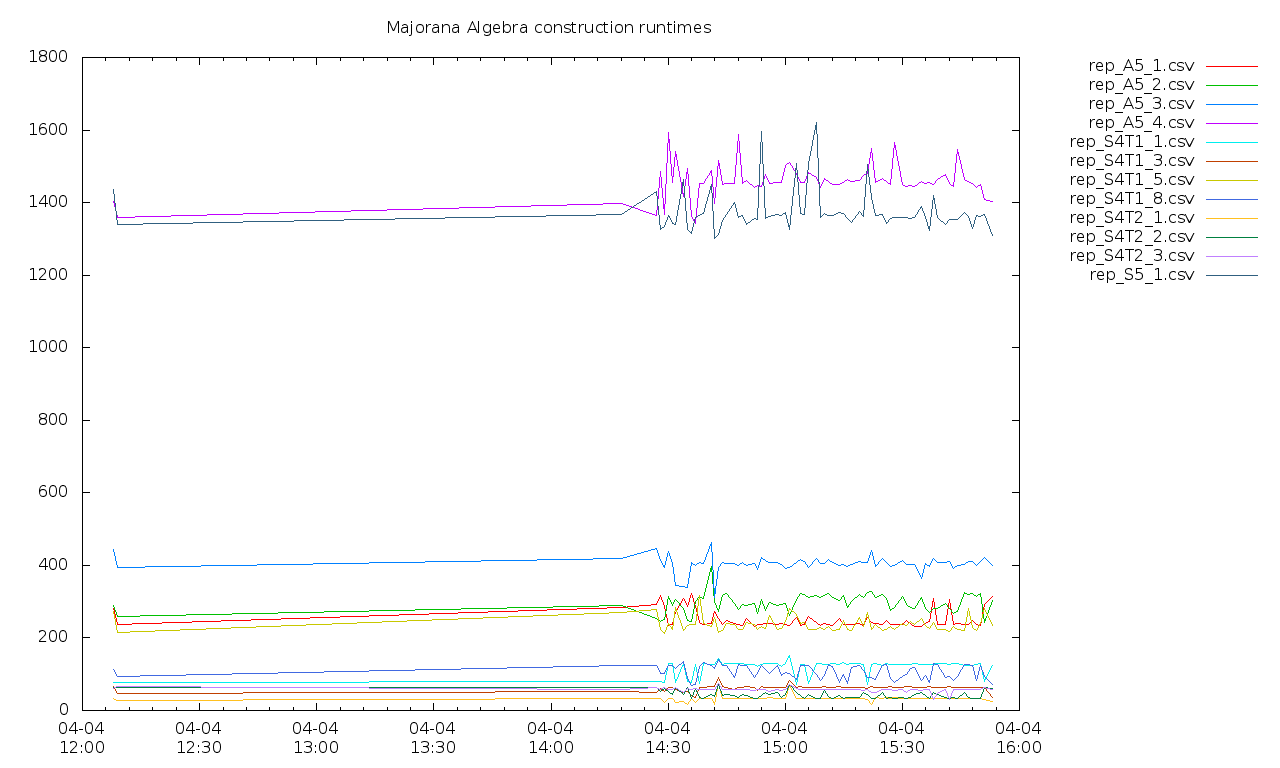 Majorana Algebra construction runtimes
1800
1600
1400
1200
1000
800
600
400
200
0
04-04 04-04 04-04 04-04 04-04 04-04 04-04 04-04 04-04
12:00 12:30 13:00 13:30 14:00 14:30 15:00 15:30 16:00
rep_A5_1.csv
rep_A5_2.csv
rep_A5_3.csv
rep_A5_4.csv
rep_S4T1_1.csv
rep_S4T1_3.csv
rep_S4T1_5.csv
rep_S4T1_8.csv
rep_S4T2_1.csv
rep_S4T2_2.csv
rep_S4T2_3.csv
rep_S5_1.csv